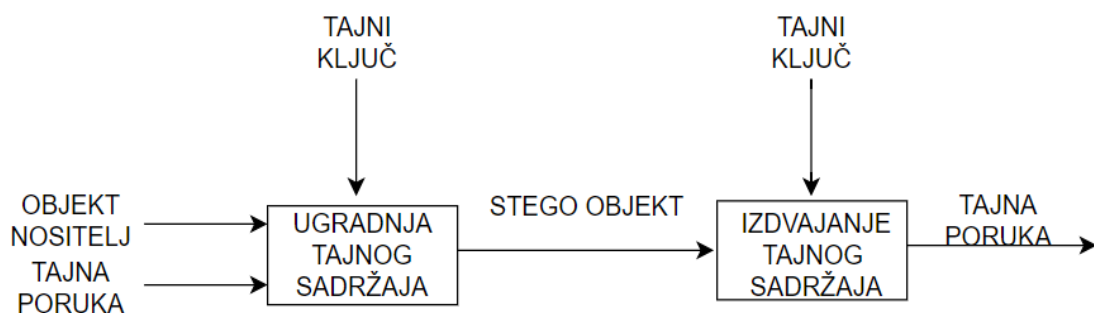 TAJNI
KLJUČ
TAJNI
KLJUČ
OBJEKT
NOSITELJ
TAJNA
PORUKA
UGRADNJA
TAJNOG
SADRŽAJA
STEGO OBJEKT
IZDVAJANJE
TAJNOG
SADRŽAJA
TAJNA
PORUKA